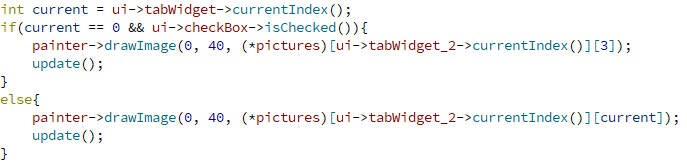 int current = ui->tabWidget->currentIndex();
if(current == 0 && ui->checkBox->isChecked()){
    painter->drawImage(0, 40, (*pictures)[ui->tabWidget_2->currentIndex()][3]);
    update();
}
else{
    painter->drawImage(0, 40, (*pictures)[ui->tabWidget_2->currentIndex()][current]);
    update();
}